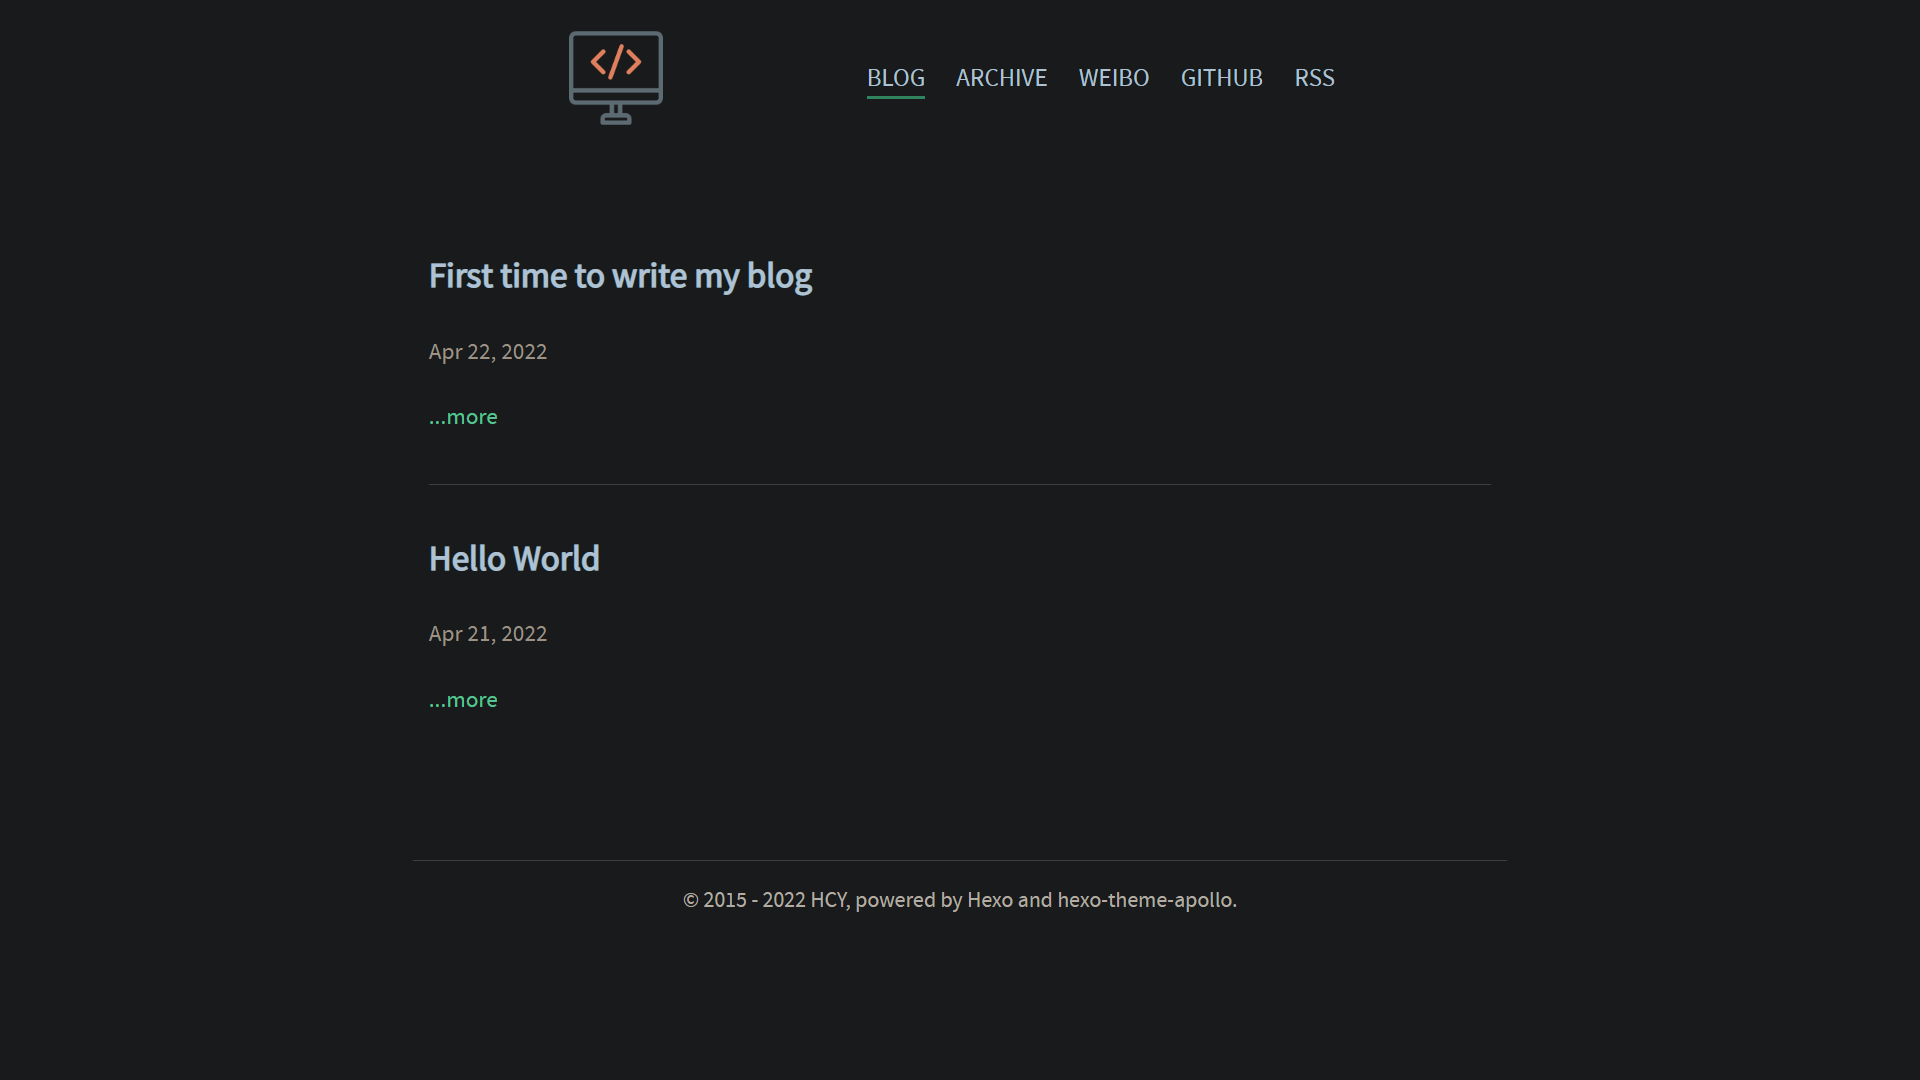 </>
BLOG ARCHIVE WEIBO GITHUB RSS
First time to write my blog
Apr 22, 2022
...more
Hello World
Apr 21, 2022
...more
© 2015 - 2022 HCY, powered by Hexo and hexo-theme-apollo.